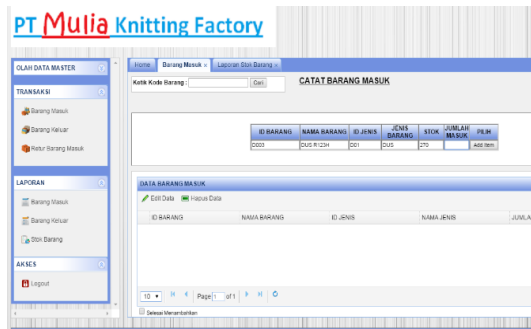 PT Mulia Knitting Factory
OLAH DATA MASTER
TRANSAKSI
Barang Masuk
Barang Keluar
Retur Barang Masuk
LAPORAN
Barang Masuk
Barang Keluar
Stok Barang
AKSES
Logout
Home Barang Masuk × Laporan Stok Barang ×
Ketik Kode Barang : Cari CATAT BARANG MASUK
ID BARANG NAMA BARANG ID JENIS JENIS BARANG STOK JUMLAH MASUK PILIH
D003 DUS R123H D01 DUS 270 Add Item
DATA BARANG MASUK
Edit Data Hapus Data
ID BARANG NAMA BARANG ID JENIS NAMA JENIS JUMLA
10 Page 1 of 1
Selesai Menambahkan